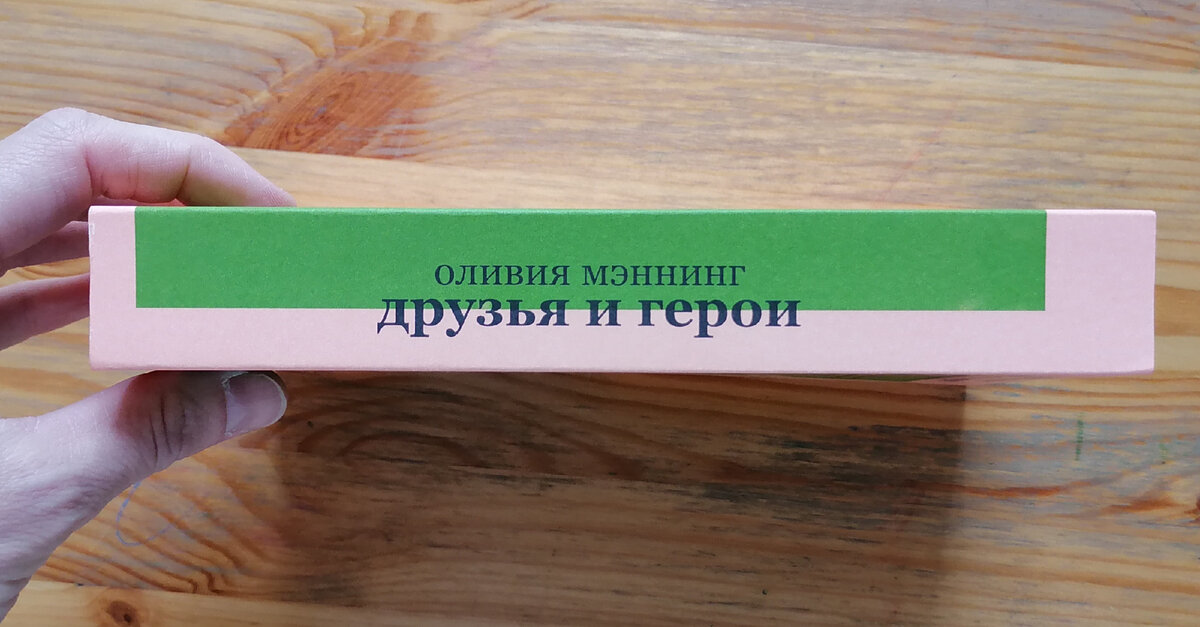 оливия мэннинг
друзья и герои